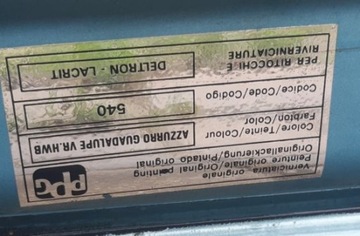 PPG
Verniciatura originale/Original painting
Peinture originale/Pintado original
Originallackierung/
Colore/Teinte/Colour
Farbton/Color
AZZURRO GUADALUPE VR.HWB
Codice/Code/Codigo
540
PER RITOCCHI E
RIVERNICIATURE
DELTRON - LACRIT